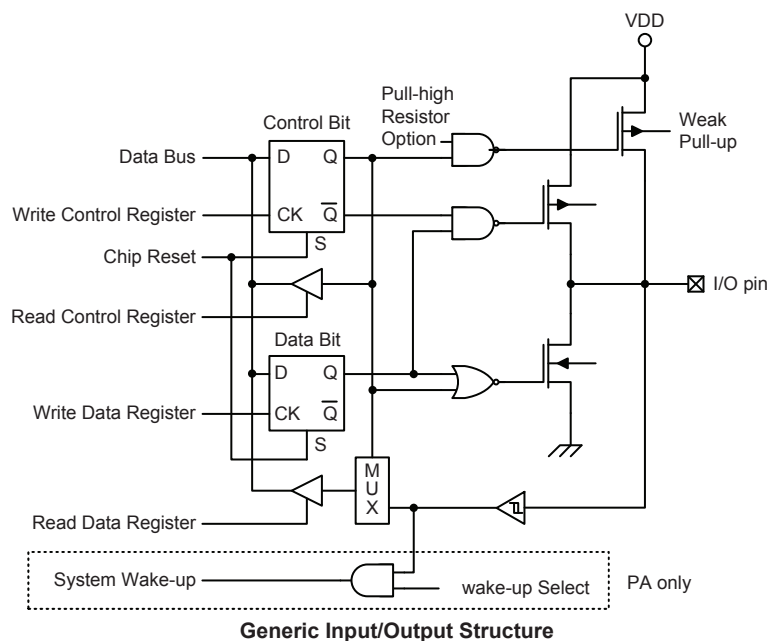 VDD
Pull-high
Resistor
Option
Weak
Pull-up
Control Bit
Data Bus
D
Q
Write Control Register
CK
Q
Chip Reset
S
I/O pin
Read Control Register
Data Bit
D
Q
Write Data Register
CK
Q
S
M
U
X
Read Data Register
System Wake-up
wake-up Select
PA only
Generic Input/Output Structure